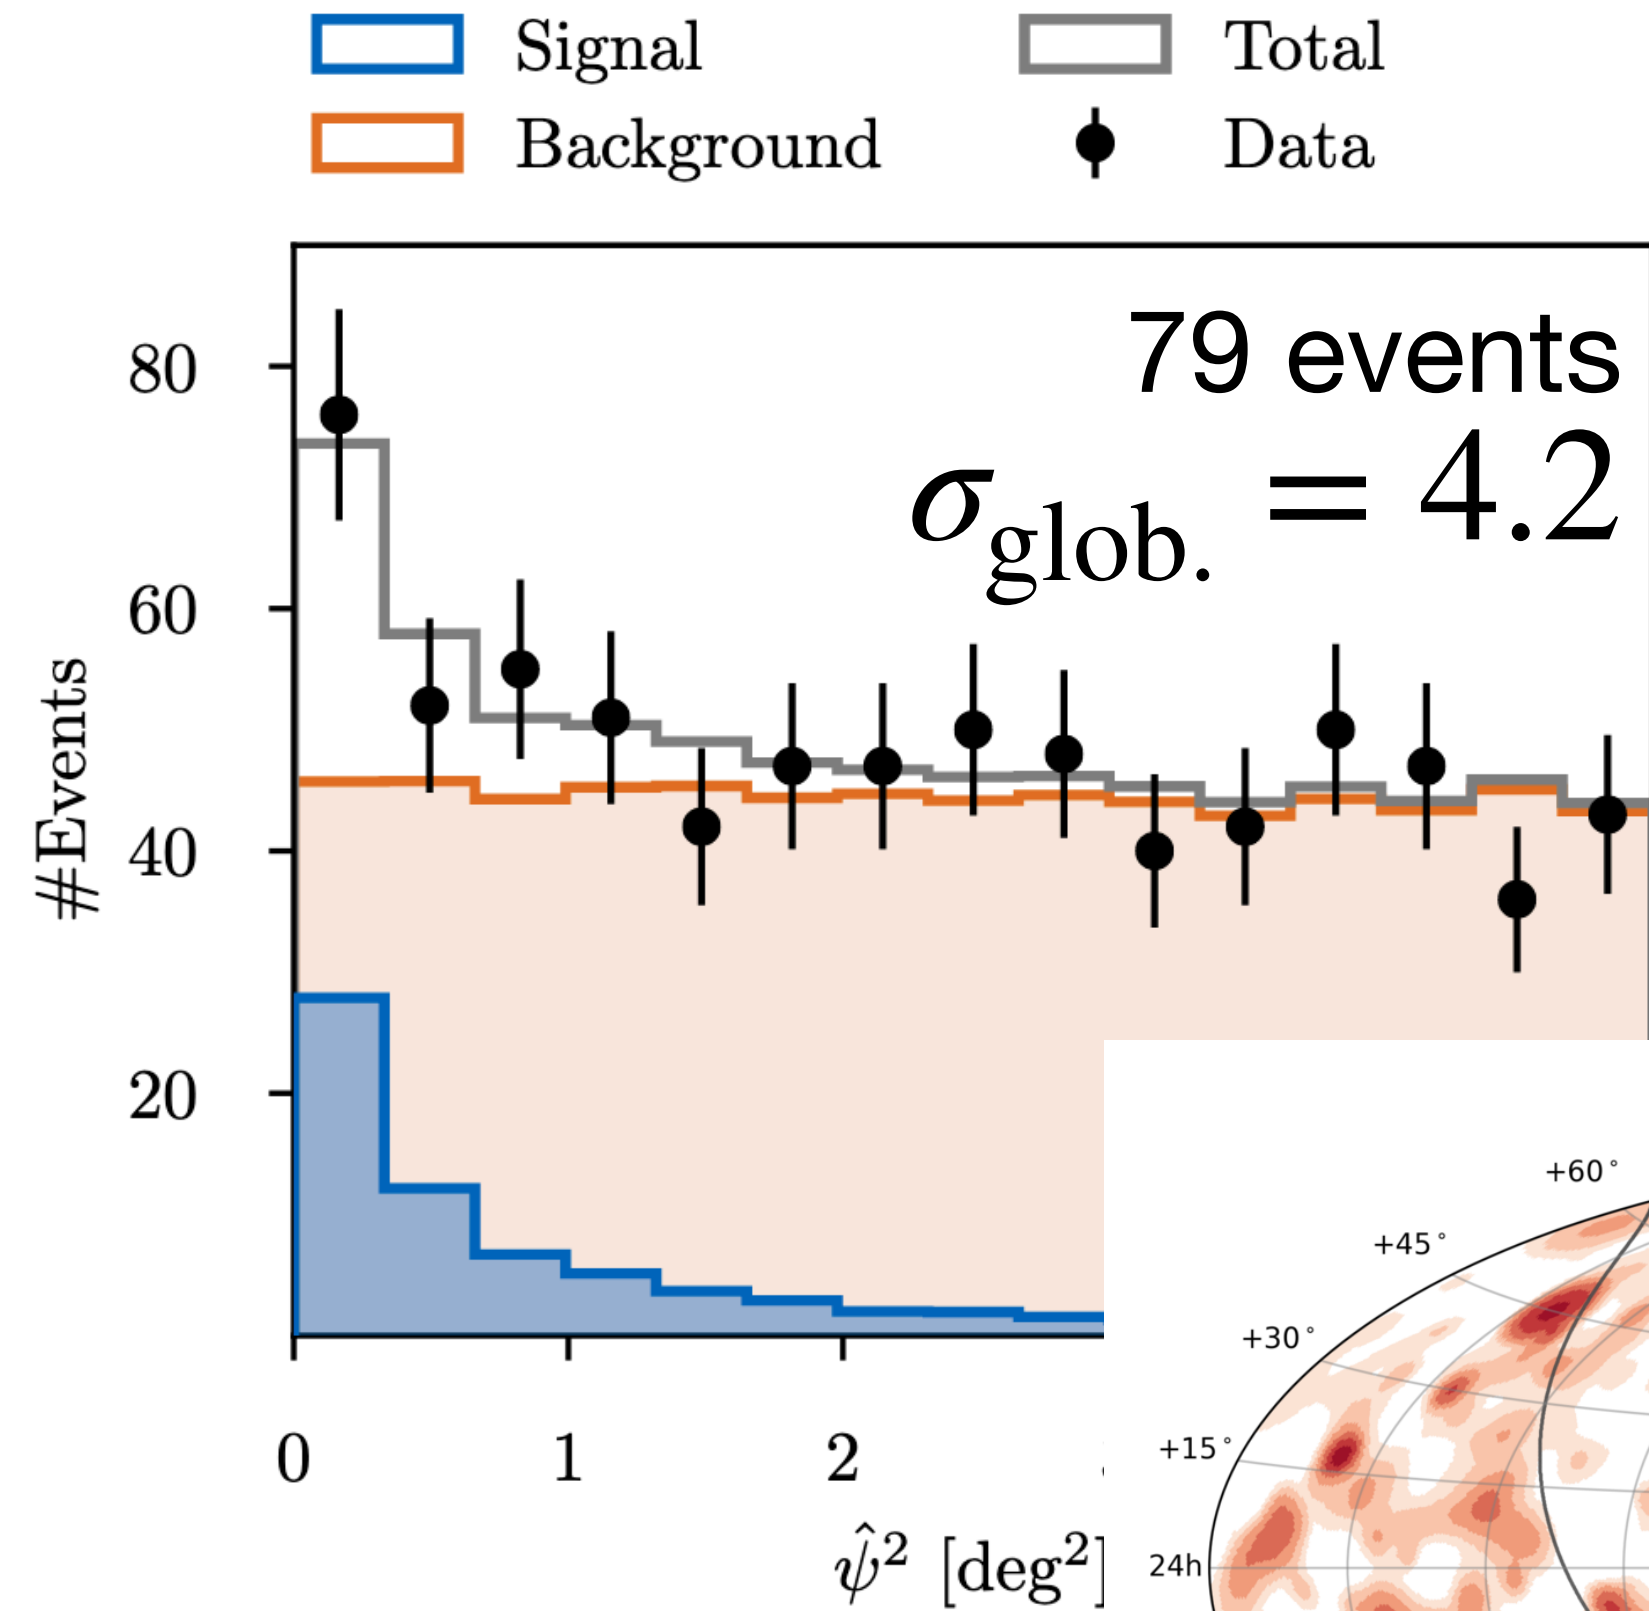 Signal Total
Background Data
79 events
σglob. = 4.2
80
60
40
20
#Events
0 1 2
ψ̂² [deg²]
+60°
+45°
+30°
+15°
24h